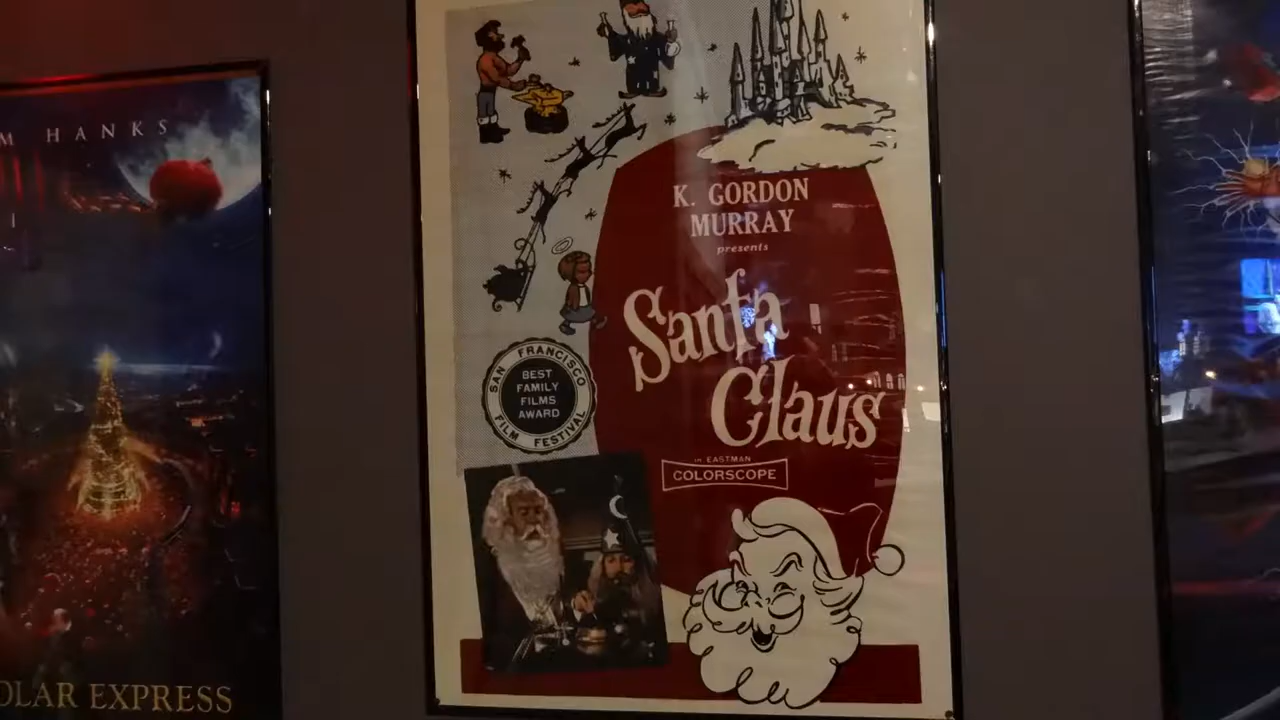 M HANKS
OLAR EXPRESS
K. GORDON
MURRAY
presents
Santa
Claus
IN EASTMAN
COLORSCOPE
SAN FRANCISCO
BEST
FAMILY
FILMS
AWARD
FILM FESTIVAL